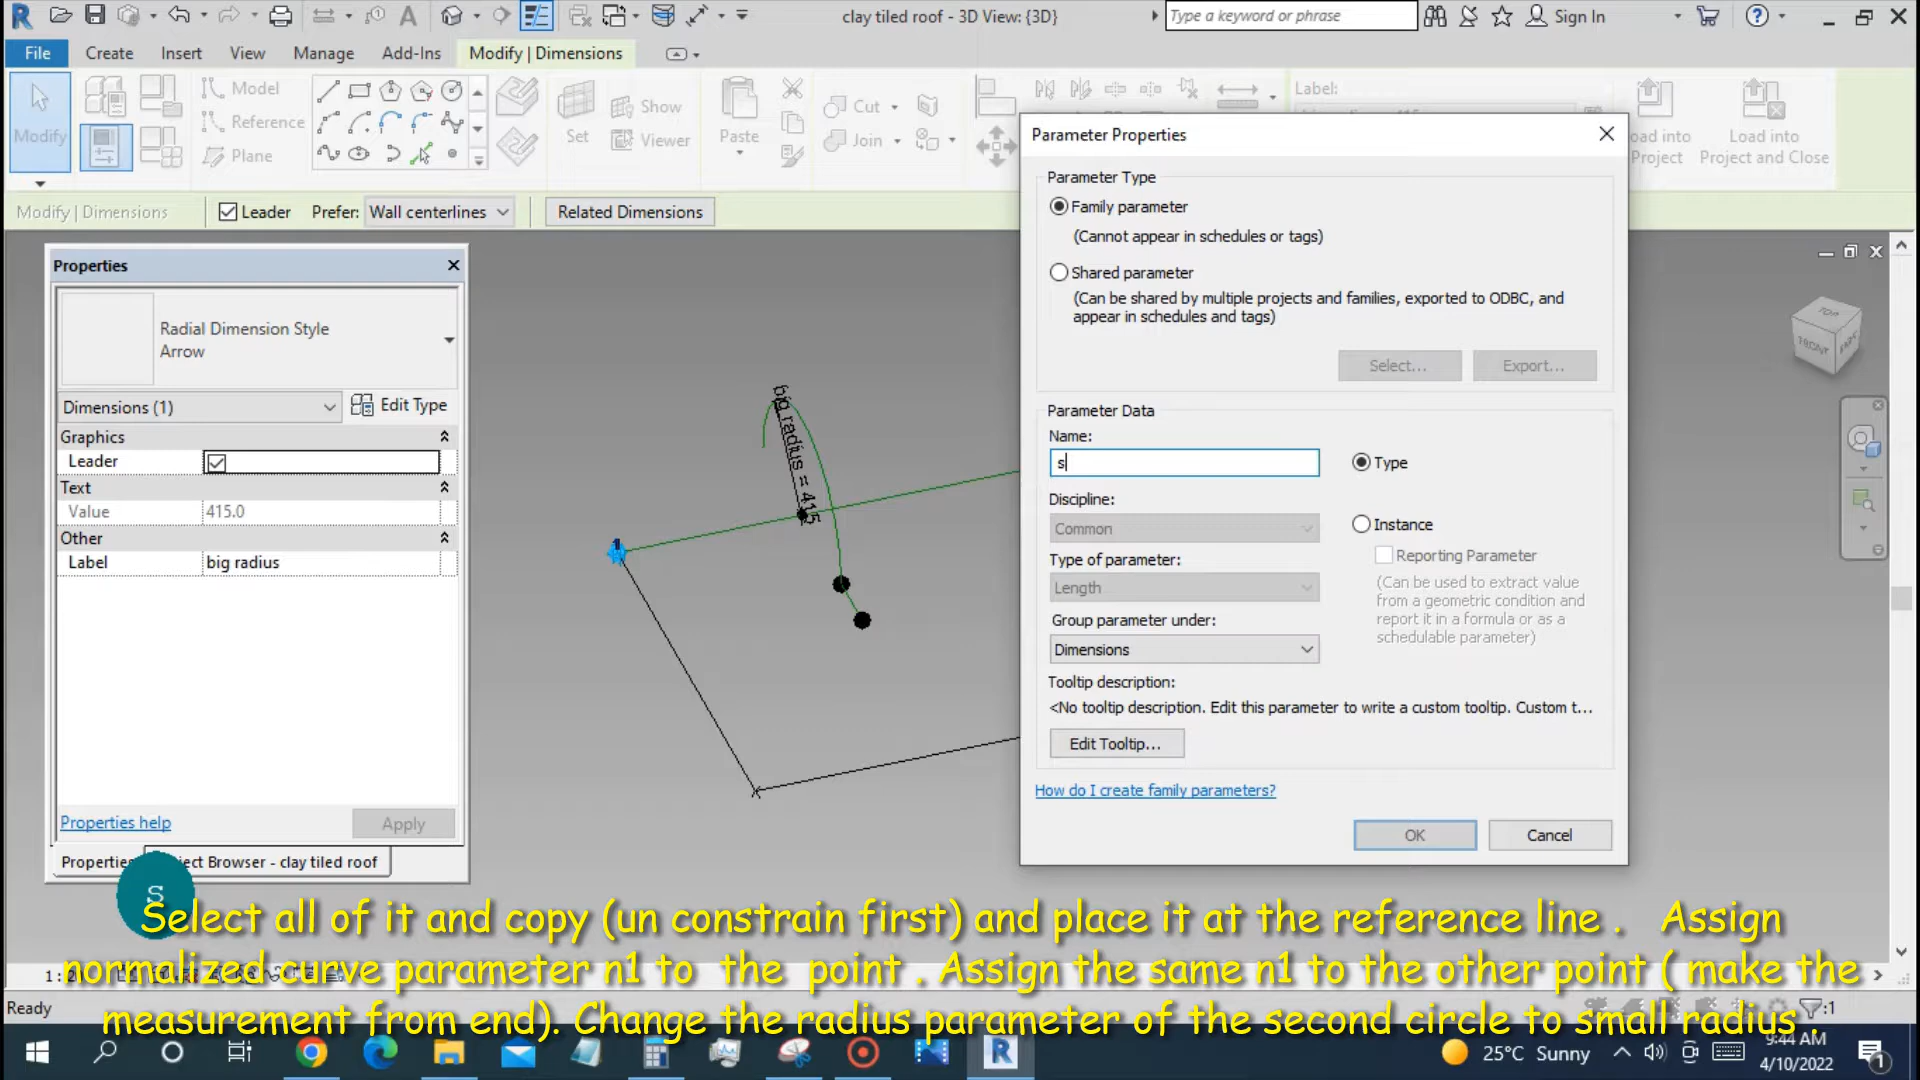 clay tiled roof - 3D View: {3D}
Type a keyword or phrase
Sign In
File
Create
Insert
View
Manage
Add-Ins
Modify | Dimensions
Modify
Model
Reference
Plane
Set
Show
Viewer
Paste
Cut
Join
Label:
oad into
Project
Load into
Project and Close
Modify | Dimensions
Leader
Prefer:
Wall centerlines
Related Dimensions
Properties
Radial Dimension Style
Arrow
Dimensions (1)
Edit Type
Graphics
Leader
Text
Value
415.0
Other
Label
big radius
Properties help
Apply
Properties
ject Browser - clay tiled roof
big radius = 415
TOP
FRONT
Parameter Properties
Parameter Type
Family parameter
(Cannot appear in schedules or tags)
Shared parameter
(Can be shared by multiple projects and families, exported to ODBC, and
appear in schedules and tags)
Select...
Export...
Parameter Data
Name:
s
Type
Discipline:
Common
Instance
Type of parameter:
Length
Reporting Parameter
(Can be used to extract value
from a geometric condition and
report it in a formula or as a
schedulable parameter)
Group parameter under:
Dimensions
Tooltip description:
<No tooltip description. Edit this parameter to write a custom tooltip. Custom t...
Edit Tooltip...
How do I create family parameters?
OK
Cancel
S
Select all of it and copy (un constrain first) and place it at the reference line . Assign
normalized curve parameter n1 to the point . Assign the same n1 to the other point ( make the
measurement from end). Change the radius parameter of the second circle to small radius .
Ready
:1
25°C Sunny
9:44 AM
4/10/2022
1